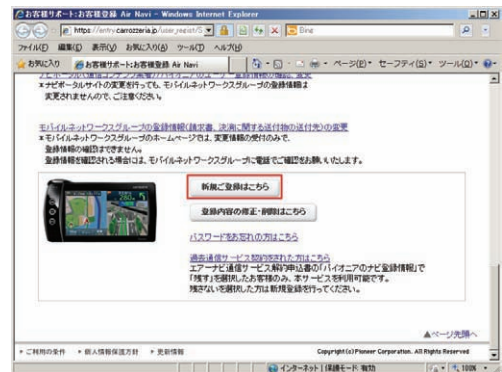 お客様サポート:お客様登録 Air Navi - Windows Internet Explorer
http://entry.carrozzeria.jp/user_regist/S
Bing
ファイル(F) 編集(E) 表示(V) お気に入り(A) ツール(T) ヘルプ(H)
お気に入り お客様サポート:お客様登録 Air Navi ページ(P) セーフティ(S) ツール(O)
*ナビポータルサイトの変更を行っても、モバイルネットワークスグループの登録情報は
変更されませんので、ご注意ください。
モバイルネットワークスグループの登録情報(請求書、決済に関する送付物の送付先)の変更
*モバイルネットワークスグループのホームページでは、変更情報の受付のみで、
登録情報の確認はできません。
登録情報を確認される場合には、モバイルネットワークスグループに電話でご確認をお願いいたします。
新規ご登録はこちら
登録内容の修正・削除はこちら
パスワードをお忘れの方はこちら
過去通信サービス契約をされた方はこちら
エアーナビ通信サービス解約申込書の「パイオニアのナビ登録情報」で
「残す」を選択したお客様のみ、本サービスを利用可能です。
残さないを選択した方は新規登録を行ってください。
▲ページ先頭へ
ご利用の条件 個人情報保護方針 更新情報 Copyright(c)Pioneer Corporation. All Rights Reserved
インターネット | 保護モード: 有効 100%